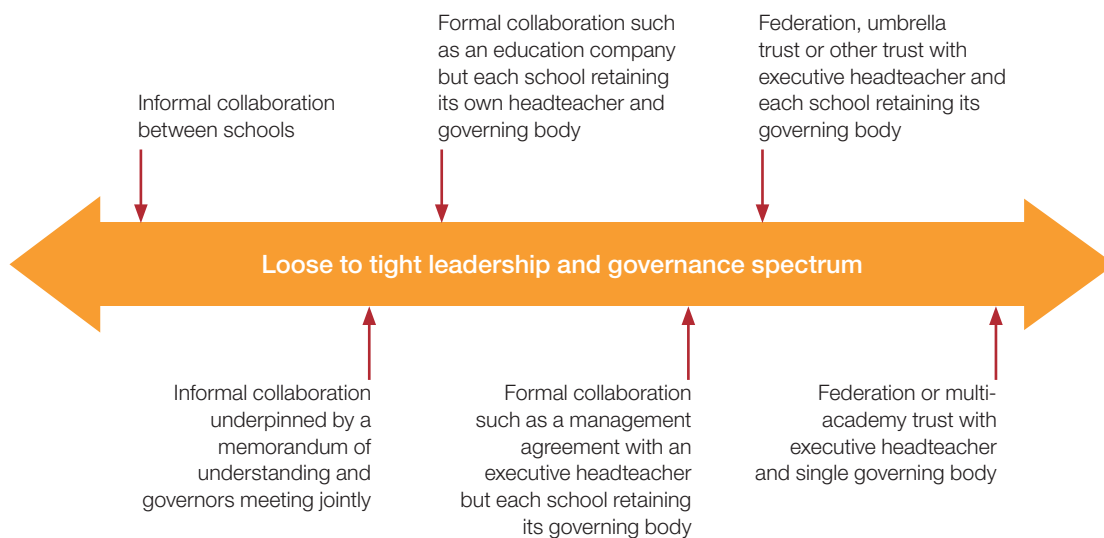 Informal collaboration
between schools
Formal collaboration such
as an education company
but each school retaining
its own headteacher and
governing body
Federation, umbrella
trust or other trust with
executive headteacher and
each school retaining its
governing body
Loose to tight leadership and governance spectrum
Informal collaboration
underpinned by a
memorandum of
understanding and
governors meeting jointly
Formal collaboration
such as a management
agreement with an
executive headteacher
but each school retaining
its governing body
Federation or multi-
academy trust with
executive headteacher
and single governing body